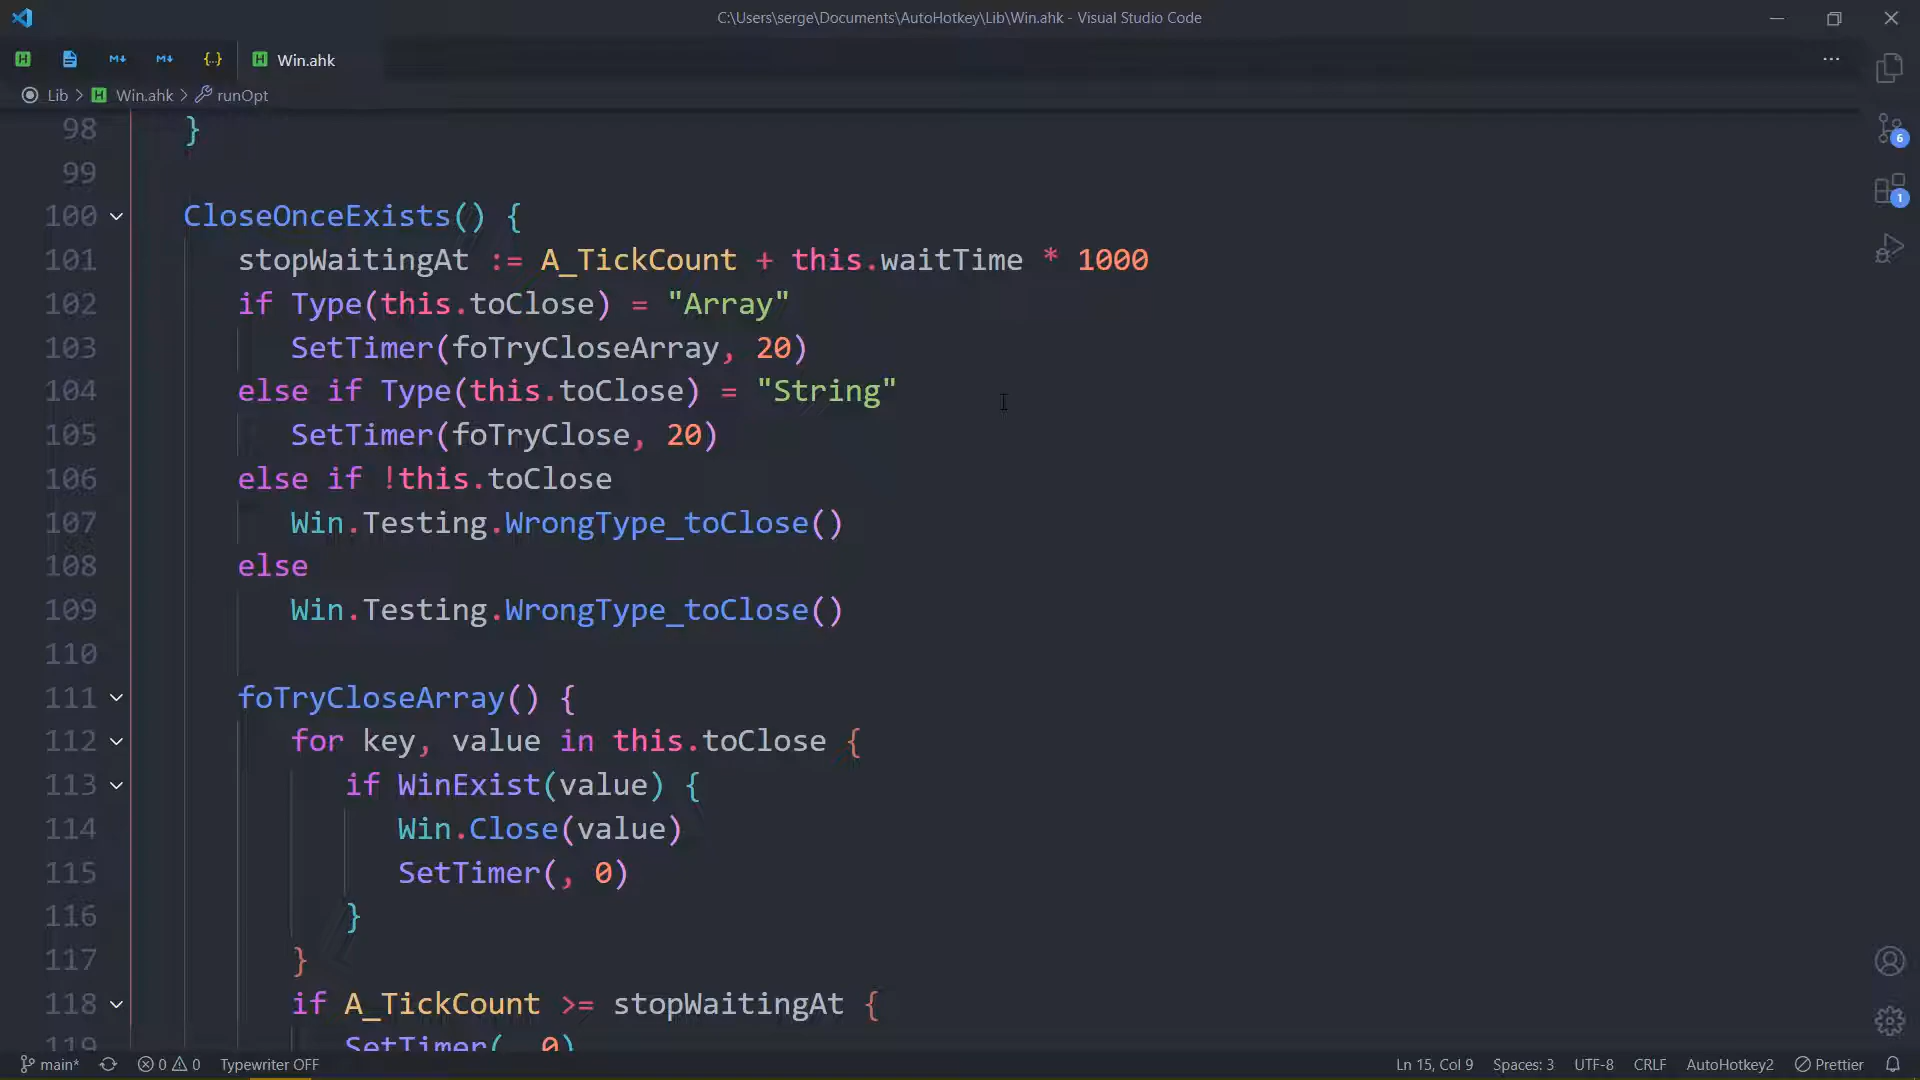 C:\Users\serge\Documents\AutoHotkey\Lib\Win.ahk - Visual Studio Code
Win.ahk
Lib > Win.ahk > runOpt
98 }
99
100 CloseOnceExists() {
101 stopWaitingAt := A_TickCount + this.waitTime * 1000
102 if Type(this.toClose) = "Array"
103 SetTimer(foTryCloseArray, 20)
104 else if Type(this.toClose) = "String"
105 SetTimer(foTryClose, 20)
106 else if !this.toClose
107 Win.Testing.WrongType_toClose()
108 else
109 Win.Testing.WrongType_toClose()
110
111 foTryCloseArray() {
112 for key, value in this.toClose {
113 if WinExist(value) {
114 Win.Close(value)
115 SetTimer(, 0)
116 }
117 }
118 if A_TickCount >= stopWaitingAt {
119 SetTimer(, 0)
6
1
main* 0 0 Typewriter OFF Ln 15, Col 9 Spaces: 3 UTF-8 CRLF AutoHotkey2 Prettier